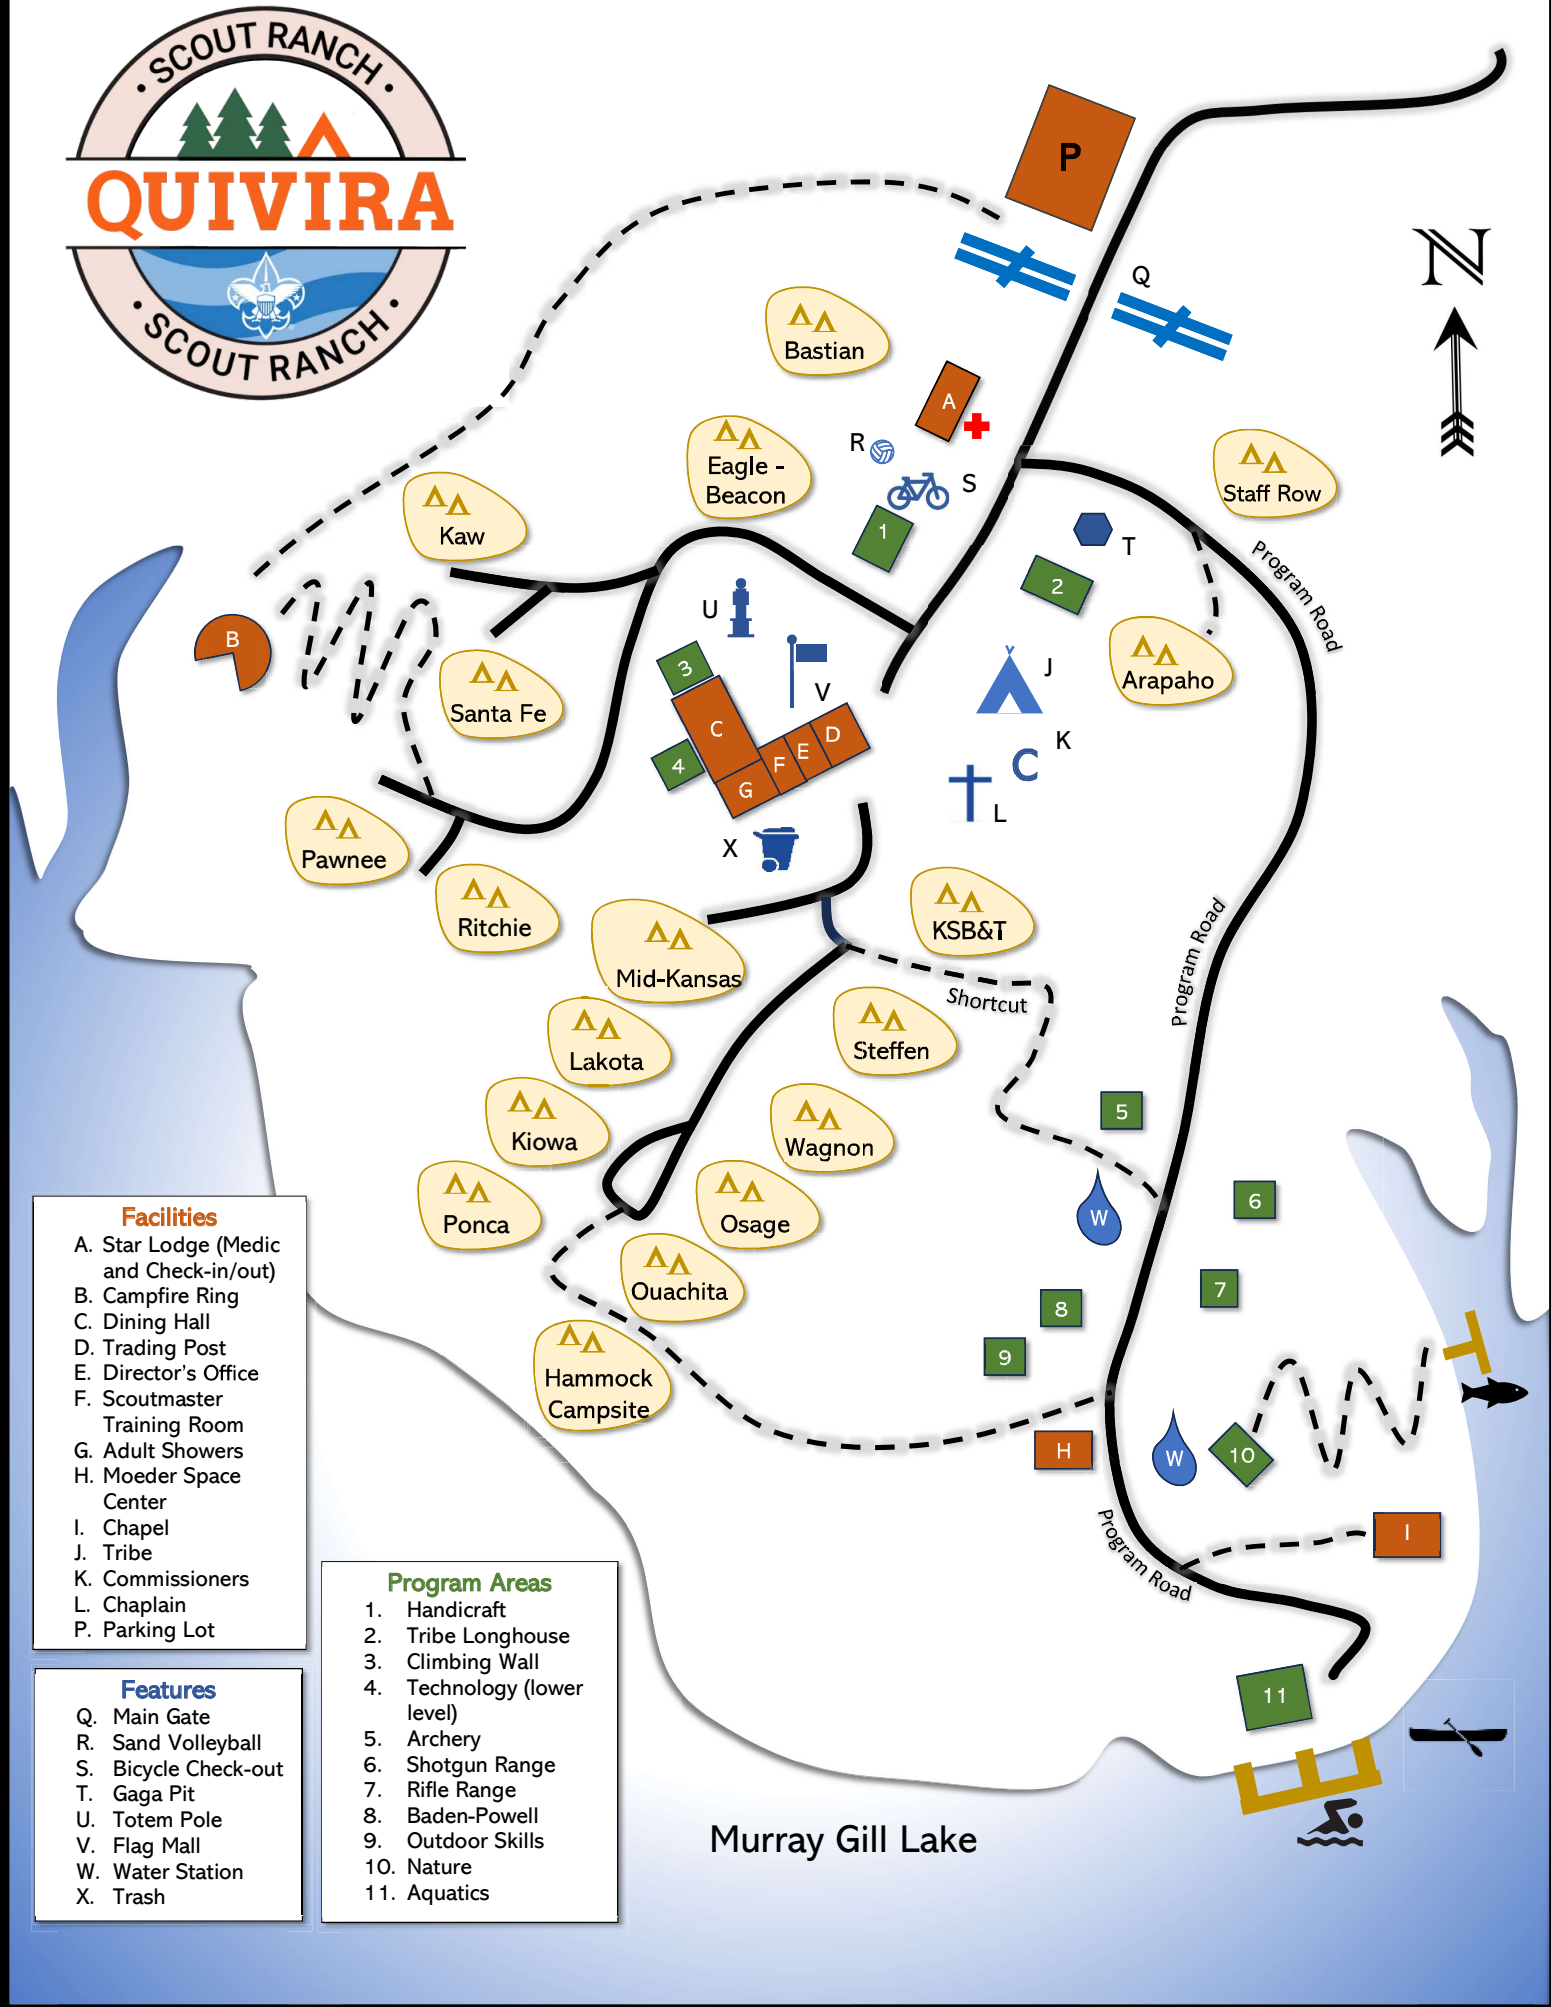 • SCOUT RANCH •
QUIVIRA
• SCOUT RANCH •
P
N
Q
Bastian
A
R
S
Eagle -
Beacon
Staff Row
Kaw
1
T
2
Program Road
B
U
3
J
Arapaho
Santa Fe
V
C
D
E
F
G
4
K
C
L
X
Pawnee
Ritchie
KSB&T
Mid-Kansas
Program Road
Shortcut
Lakota
Steffen
Kiowa
Wagnon
5
Ponca
Osage
W
6
Ouachita
7
8
9
Hammock
Campsite
H
W
10
I
Program Road
11
Murray Gill Lake
Facilities
A. Star Lodge (Medic
and Check-in/out)
B. Campfire Ring
C. Dining Hall
D. Trading Post
E. Director's Office
F. Scoutmaster
Training Room
G. Adult Showers
H. Moeder Space
Center
I. Chapel
J. Tribe
K. Commissioners
L. Chaplain
P. Parking Lot
Features
Q. Main Gate
R. Sand Volleyball
S. Bicycle Check-out
T. Gaga Pit
U. Totem Pole
V. Flag Mall
W. Water Station
X. Trash
Program Areas
1. Handicraft
2. Tribe Longhouse
3. Climbing Wall
4. Technology (lower
level)
5. Archery
6. Shotgun Range
7. Rifle Range
8. Baden-Powell
9. Outdoor Skills
10. Nature
11. Aquatics